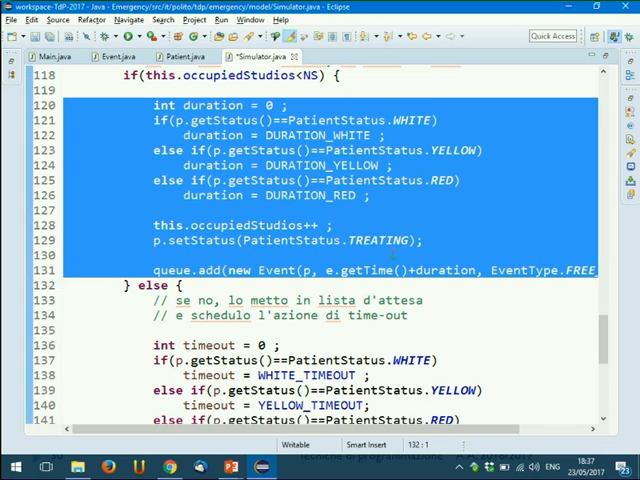 workspace-TdP-2017 - Java - Emergency/src/it/polito/tdp/emergency/model/Simulator.java - Eclipse
File Edit Source Refactor Navigate Search Project Run Window Help
Quick Access
Main.java Event.java Patient.java *Simulator.java
118 if(this.occupiedStudios<NS) {
119
120 int duration = 0 ;
121 if(p.getStatus()==PatientStatus.WHITE)
122 duration = DURATION_WHITE ;
123 else if(p.getStatus()==PatientStatus.YELLOW)
124 duration = DURATION_YELLOW ;
125 else if(p.getStatus()==PatientStatus.RED)
126 duration = DURATION_RED ;
127
128 this.occupiedStudios++ ;
129 p.setStatus(PatientStatus.TREATING);
130
131 queue.add(new Event(p, e.getTime()+duration, EventType.FREE_
132 } else {
133 // se no, lo metto in lista d'attesa
134 // e schedulo l'azione di time-out
135
136 int timeout = 0 ;
137 if(p.getStatus()==PatientStatus.WHITE)
138 timeout = WHITE_TIMEOUT ;
139 else if(p.getStatus()==PatientStatus.YELLOW)
140 timeout = YELLOW_TIMEOUT;
141 else if(p.getStatus()==PatientStatus.RED)
Writable Smart Insert 132 : 1
18:37
23/05/2017